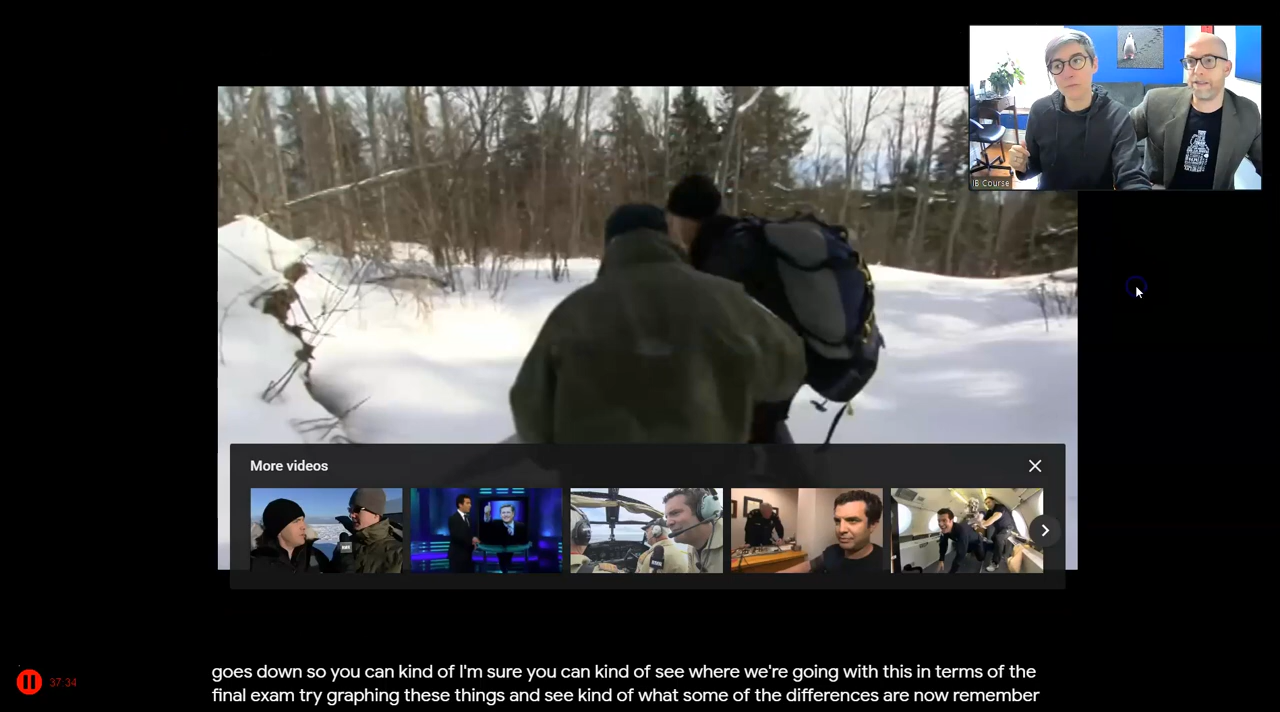 IB Course
More videos
37:34
goes down so you can kind of I'm sure you can kind of see where we're going with this in terms of the
final exam try graphing these things and see kind of what some of the differences are now remember